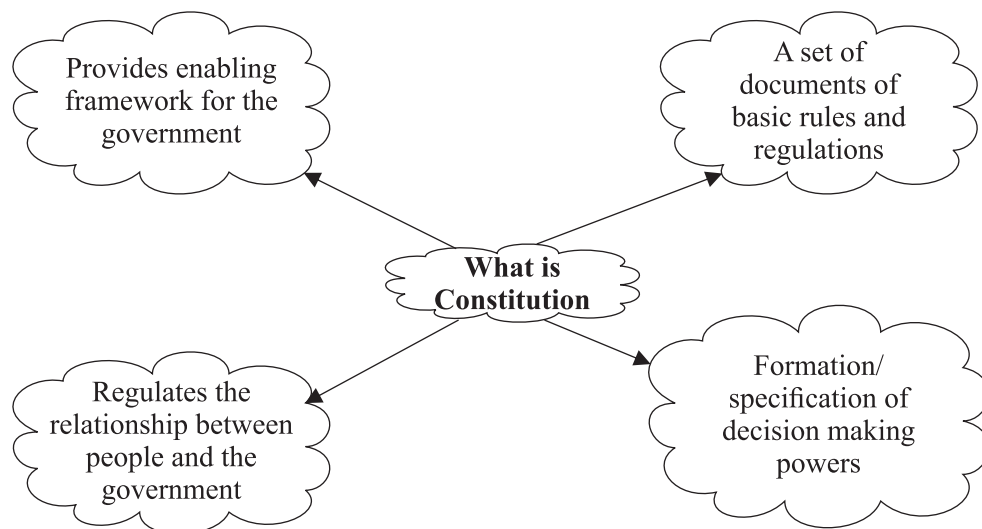 Provides enabling
framework for the
government
A set of
documents of
basic rules and
regulations
What is
Constitution
Regulates the
relationship between
people and the
government
Formation/
specification of
decision making
powers